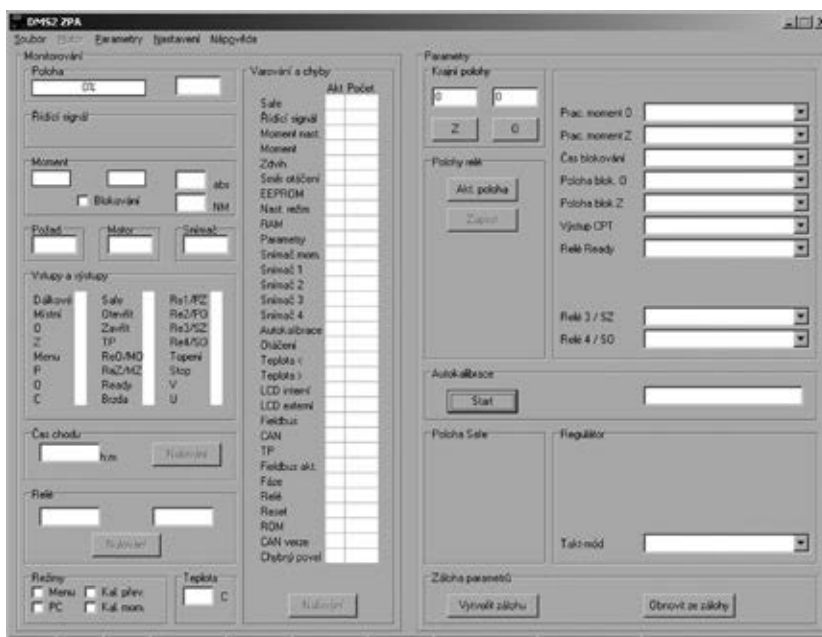 DMS2 ZPA
Soubor Motor Parametry Nastavení Nápověda
Monitorování
Poloha
0%
Řídící signál
Moment
abs
Blokování
NM
Požad.
Motor
Snímač
Vstupy a výstupy
Dálkově Safe Re1/PZ
Místní Otevřít Re2/PO
O Zavřít Re3/SZ
Z TP Re4/SO
Menu ReO/MO Topení
P ReZ/MZ Stop
O Ready V
C Brzda U
Čas chodu
h:m
Nulování
Relé
Nulování
Režimy
Menu Kal. přev.
PC Kal. mom.
Teplota
C
Varování a chyby
Akt. Počet
Safe
Řídící signál
Moment nast.
Moment
Zdvih
Směr otáčení
EEPROM
Nast. režim
RAM
Parametry
Snímač mom.
Snímač 1
Snímač 2
Snímač 3
Snímač 4
Autokalibrace
Otáčení
Teplota <
Teplota >
LCD interní
LCD externí
Fieldbus
CAN
TP
Fieldbus akt.
Fáze
Relé
Reset
ROM
CAN verze
Chybný povel
Nulování
Parametry
Krajní polohy
0 0
Z O
Polohy relé
Akt. poloha
Zapsat
Prac. moment O
Prac. moment Z
Čas blokování
Poloha blok. O
Poloha blok Z
Výstup CPT
Relé Ready
Relé 3 / SZ
Relé 4 / SO
Autokalibrace
Start
Poloha Safe
Regulátor
Takt-mód
Záloha parametrů
Vytvořit zálohu
Obnovit ze zálohy